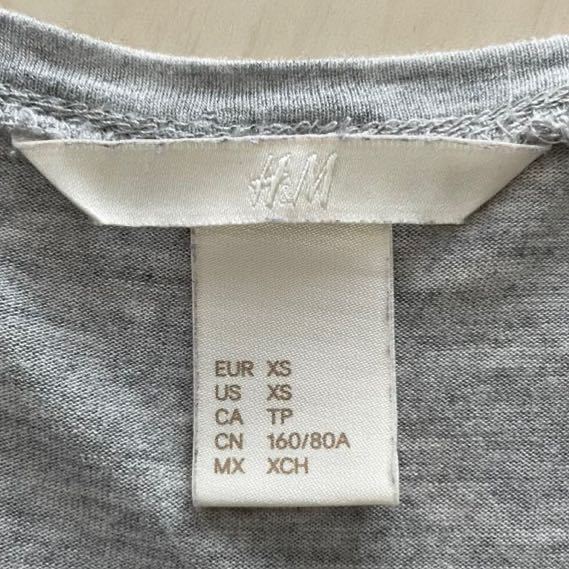 H&M
EUR XS
US XS
CA TP
CN 160/80A
MX XCH